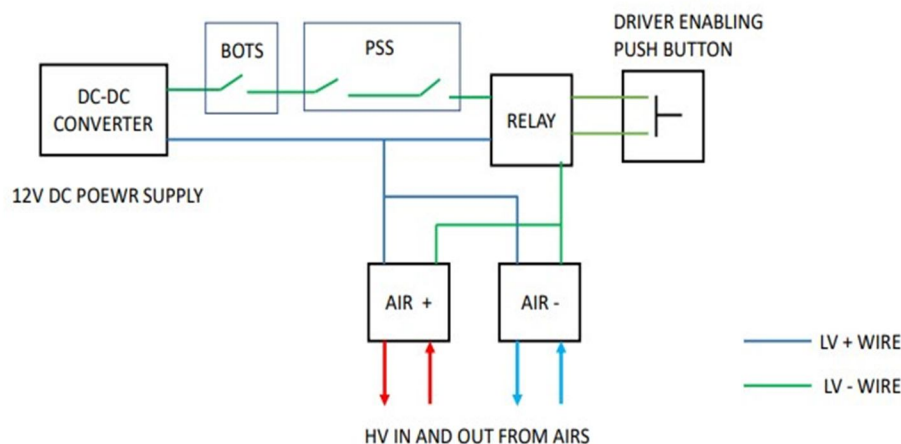 DRIVER ENABLING
PUSH BUTTON
BOTS
PSS
DC-DC
CONVERTER
RELAY
12V DC POEWR SUPPLY
AIR +
AIR -
LV + WIRE
LV - WIRE
HV IN AND OUT FROM AIRS